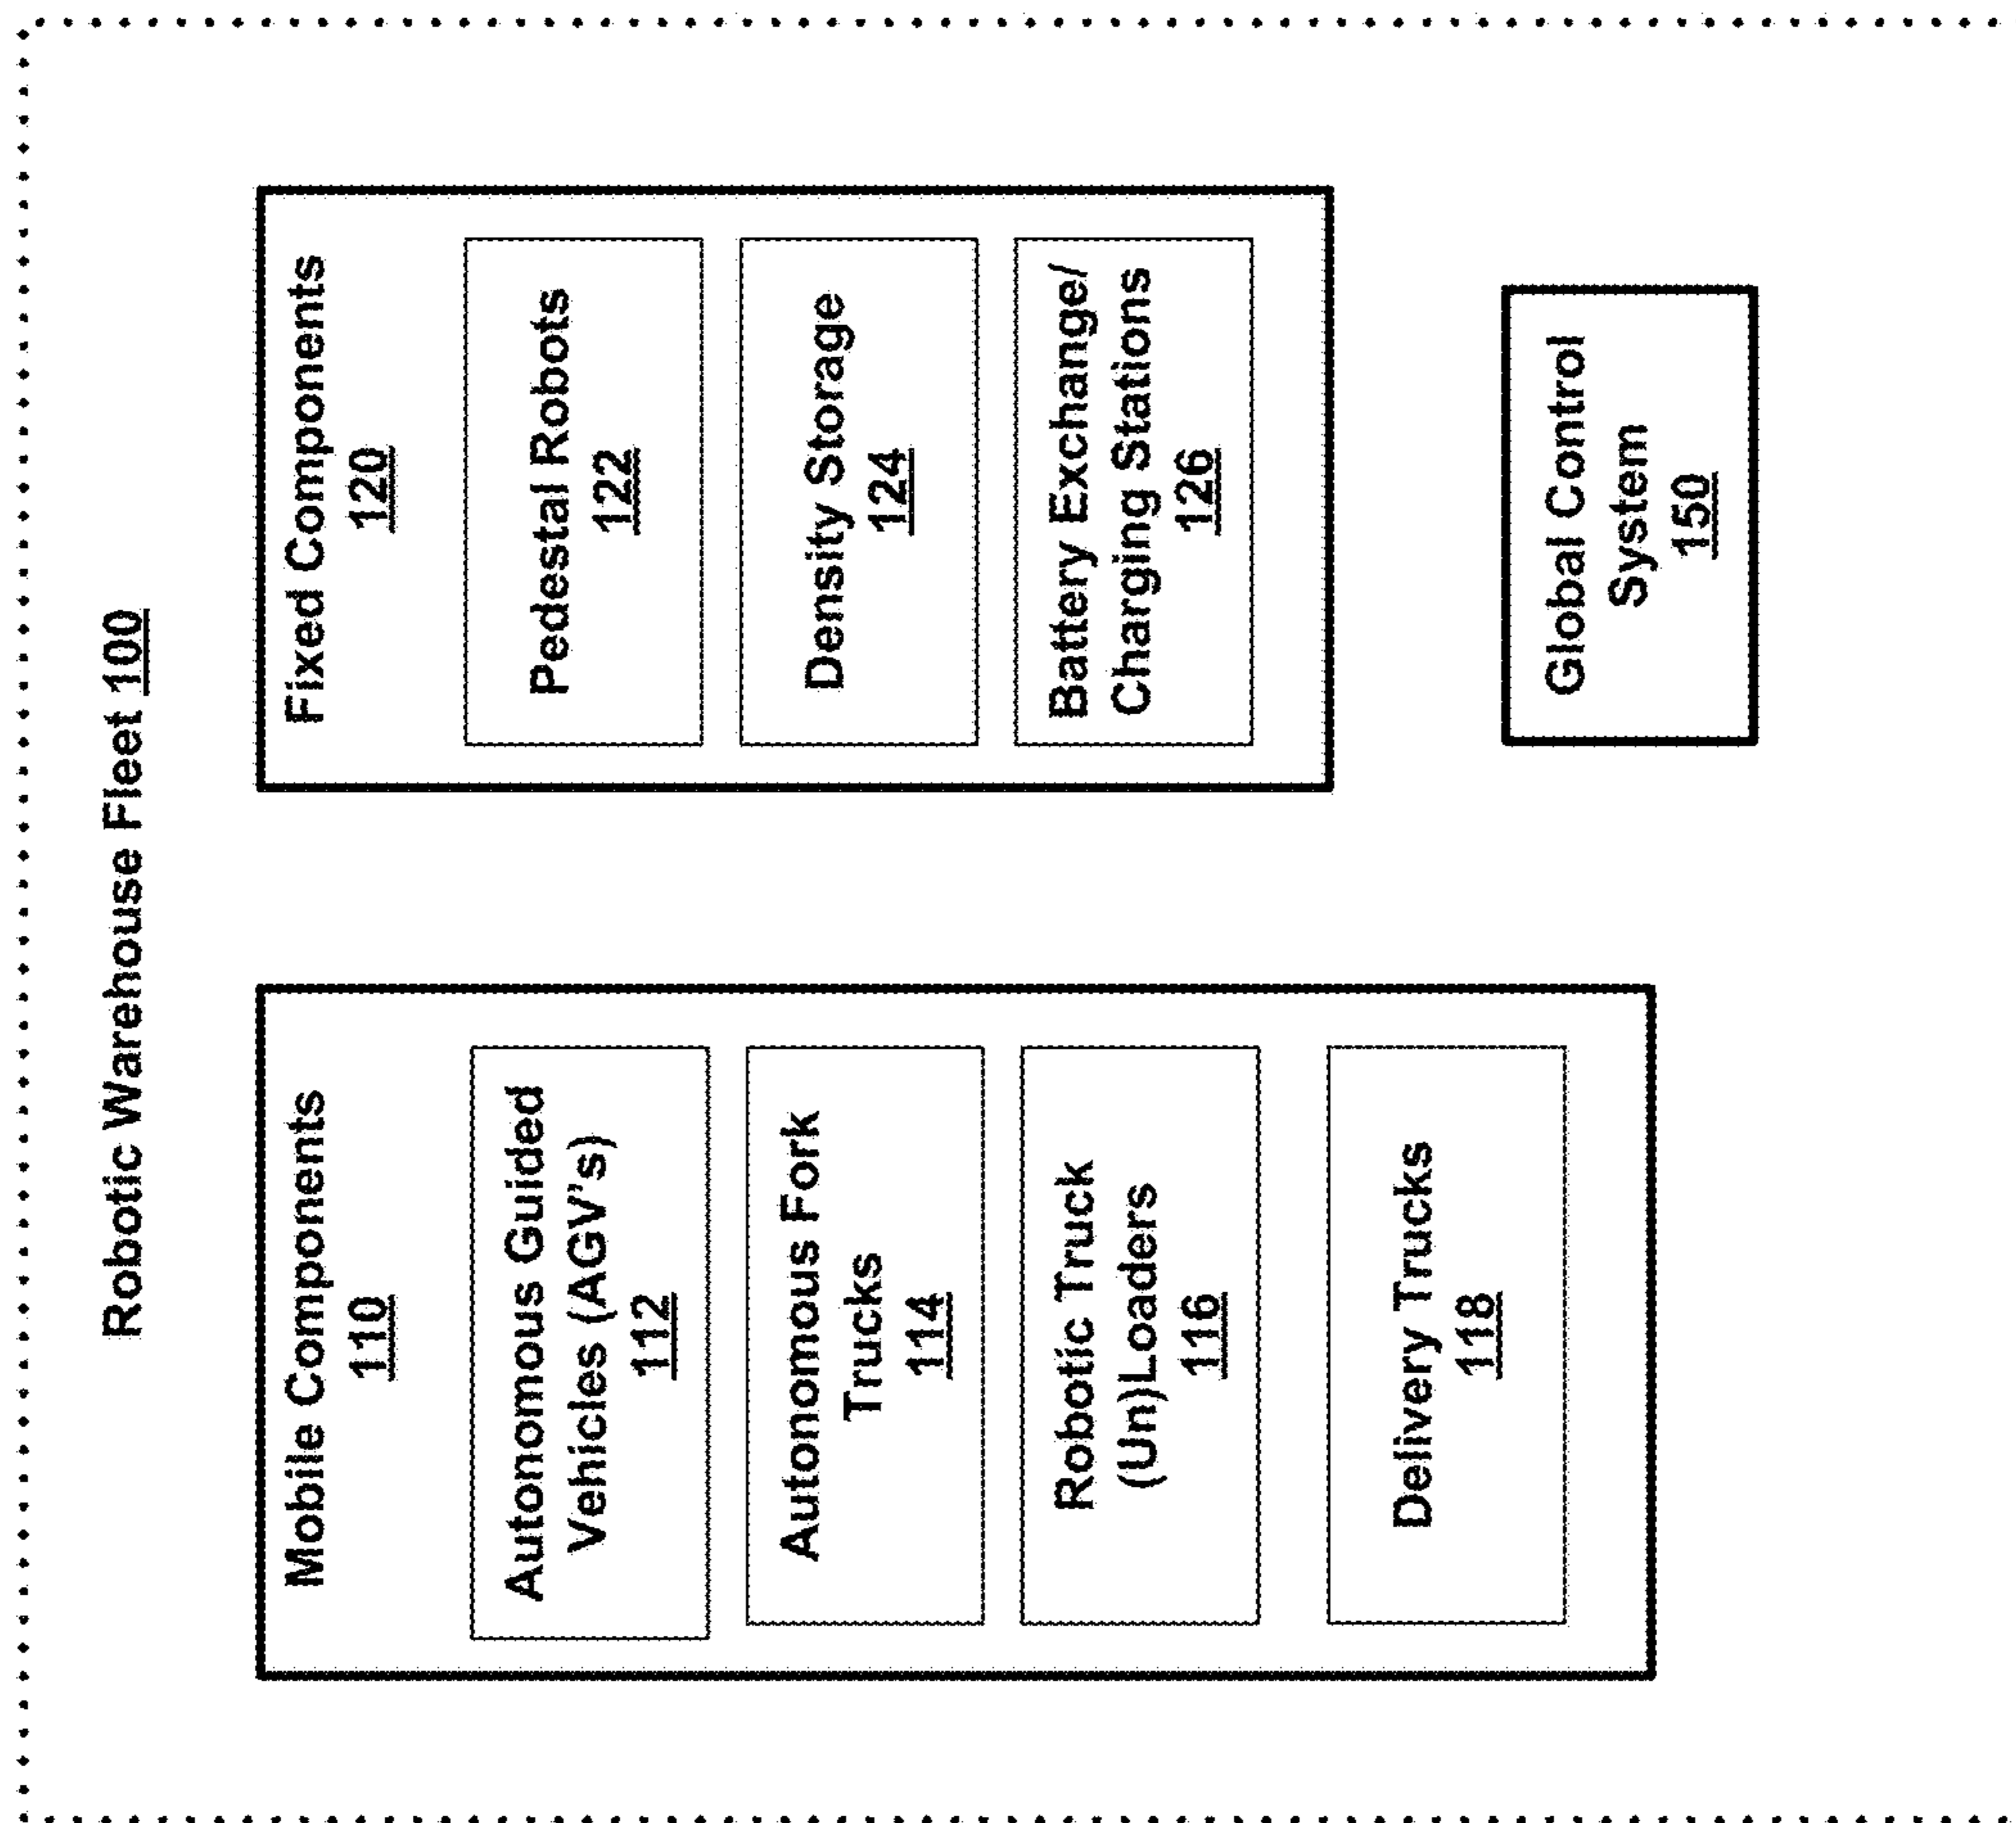 Robotic Warehouse Fleet 100
Mobile Components
110
Autonomous Guided
Vehicles (AGV's)
112
Autonomous Fork
Trucks
114
Robotic Truck
(Un)Loaders
116
Delivery Trucks
118
Fixed Components
120
Pedestal Robots
122
Density Storage
124
Battery Exchange/
Charging Stations
126
Global Control
System
150